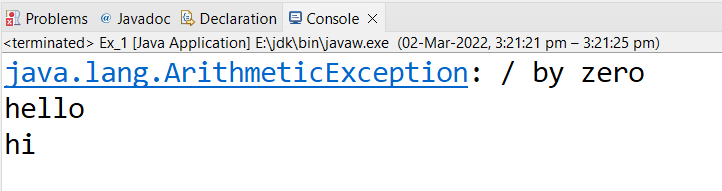 Problems @ Javadoc Declaration Console
<terminated> Ex_1 [Java Application] E:\jdk\bin\javaw.exe (02-Mar-2022, 3:21:21 pm – 3:21:25 pm)
java.lang.ArithmeticException: / by zero
hello
hi